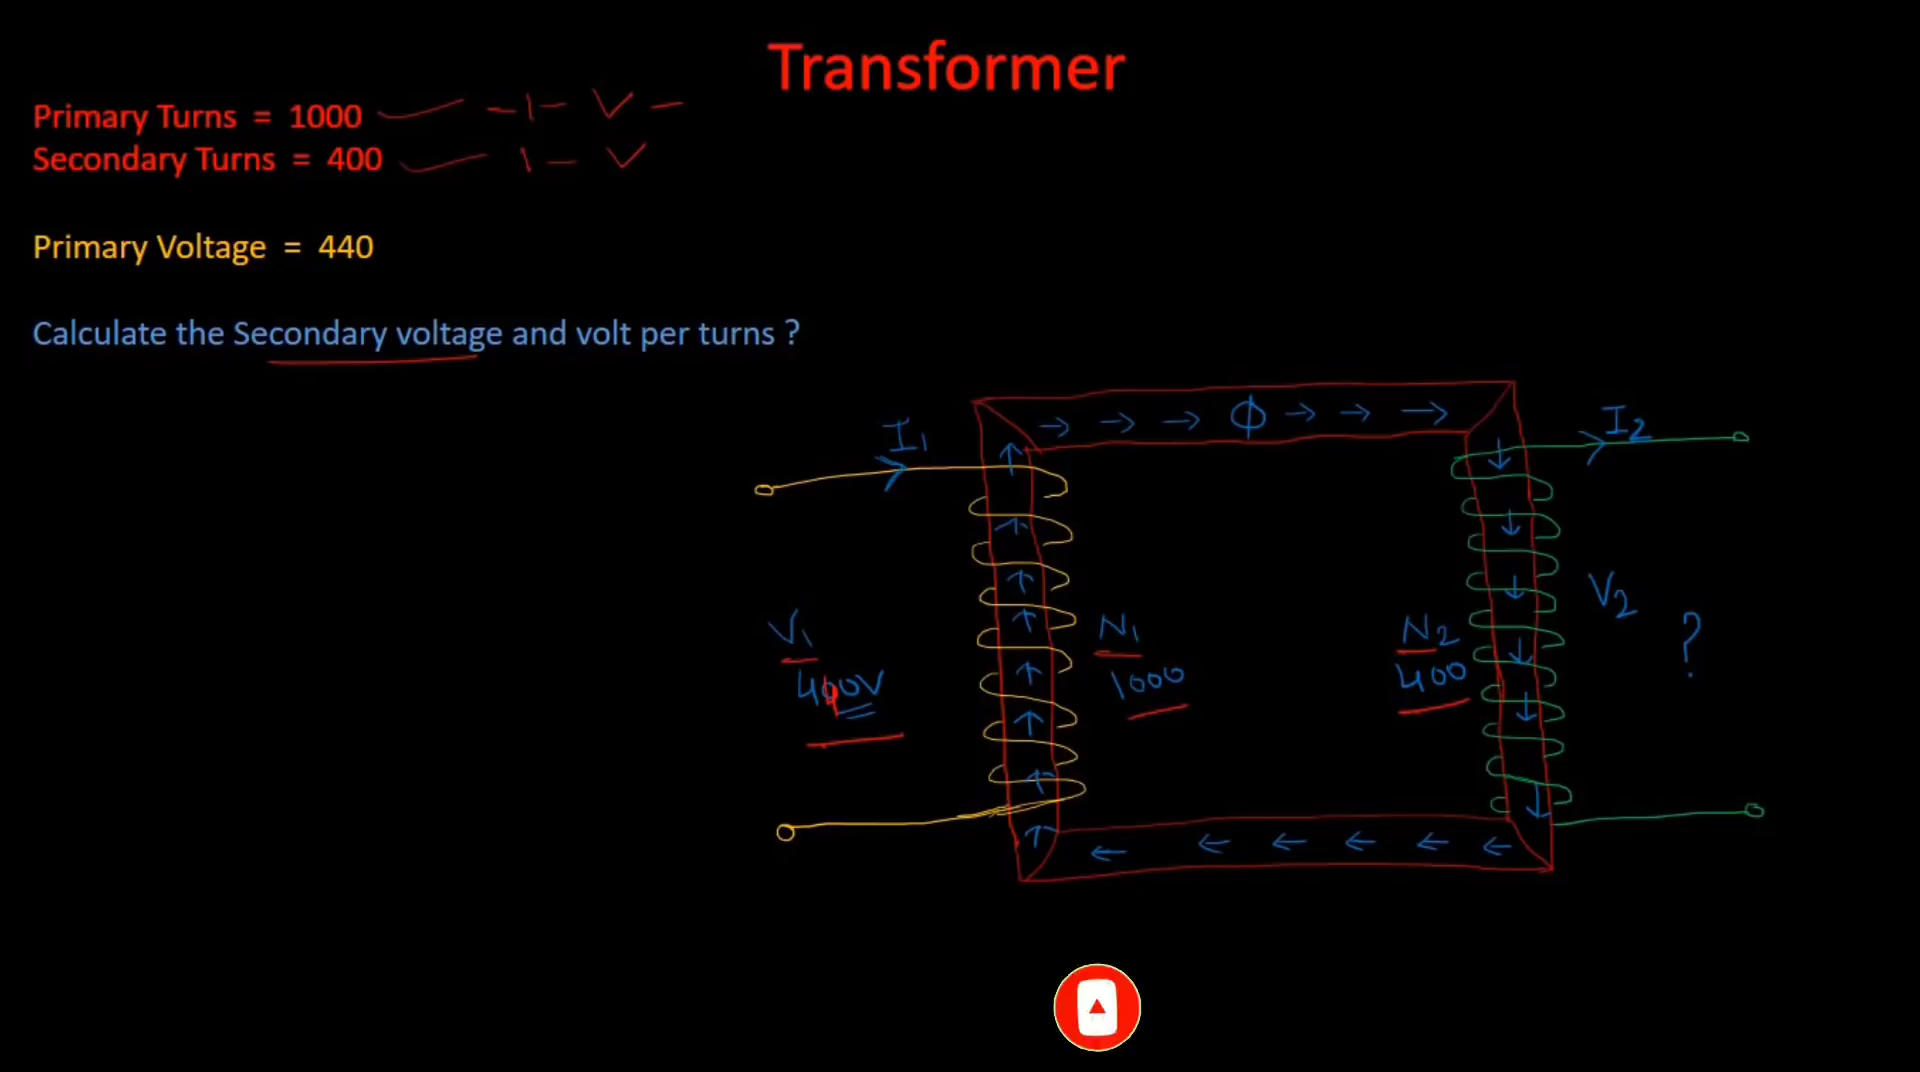 Transformer
Primary Turns = 1000
Secondary Turns = 400
Primary Voltage = 440
Calculate the Secondary voltage and volt per turns ?
I1
Φ
I2
V1
N1
1000
N2
400
V2
?